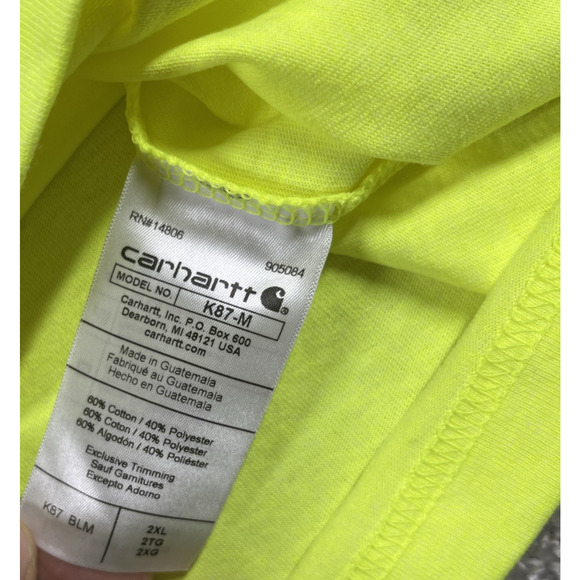 RN#14806 905084
carhartt
MODEL NO. K87-M
Carhartt, Inc. P.O. Box 600
Dearborn, MI 48121 USA
carhartt.com
Made in Guatemala
Fabriqué au Guatemala
Hecho en Guatemala
60% Cotton / 40% Polyester
60% Cotton / 40% Polyester
60% Algodón / 40% Poliéster
Exclusive Trimming
Sauf Garnitures
Excepto Adorno
K87 BLM
2XL
2TG
2XG